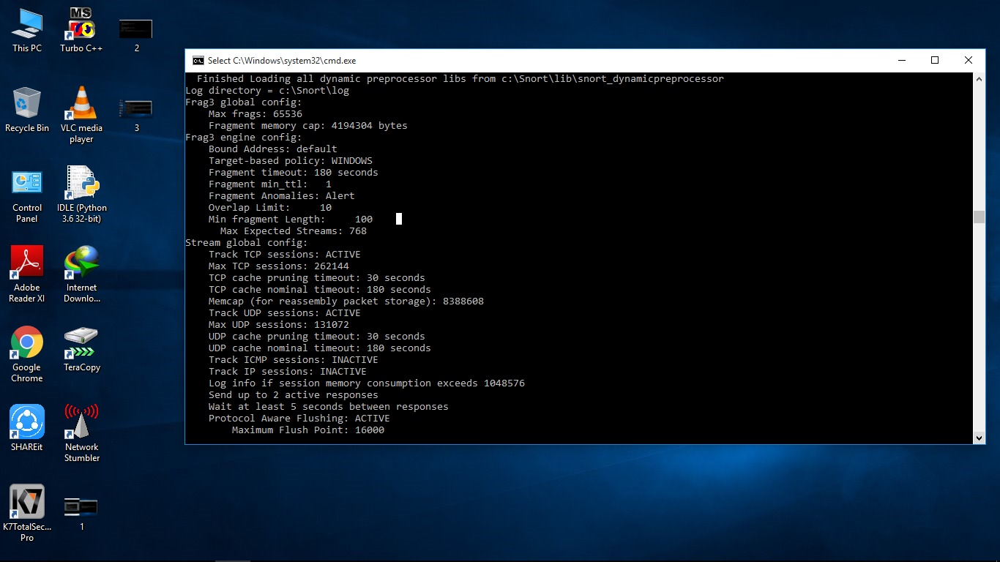 This PC
Turbo C++
2
Recycle Bin
VLC media
player
3
Control
Panel
IDLE (Python
3.6 32-bit)
Adobe
Reader XI
Internet
Downlo...
Google
Chrome
TeraCopy
SHAREit
Network
Stumbler
K7TotalSec...
Pro
1
Select C:\Windows\system32\cmd.exe
Finished Loading all dynamic preprocessor libs from c:\Snort\lib\snort_dynamicpreprocessor
Log directory = c:\Snort\log
Frag3 global config:
Max frags: 65536
Fragment memory cap: 4194304 bytes
Frag3 engine config:
Bound Address: default
Target-based policy: WINDOWS
Fragment timeout: 180 seconds
Fragment min_ttl:   1
Fragment Anomalies: Alert
Overlap Limit:     10
Min fragment Length:     100
Max Expected Streams: 768
Stream global config:
Track TCP sessions: ACTIVE
Max TCP sessions: 262144
TCP cache pruning timeout: 30 seconds
TCP cache nominal timeout: 180 seconds
Memcap (for reassembly packet storage): 8388608
Track UDP sessions: ACTIVE
Max UDP sessions: 131072
UDP cache pruning timeout: 30 seconds
UDP cache nominal timeout: 180 seconds
Track ICMP sessions: INACTIVE
Track IP sessions: INACTIVE
Log info if session memory consumption exceeds 1048576
Send up to 2 active responses
Wait at least 5 seconds between responses
Protocol Aware Flushing: ACTIVE
Maximum Flush Point: 16000